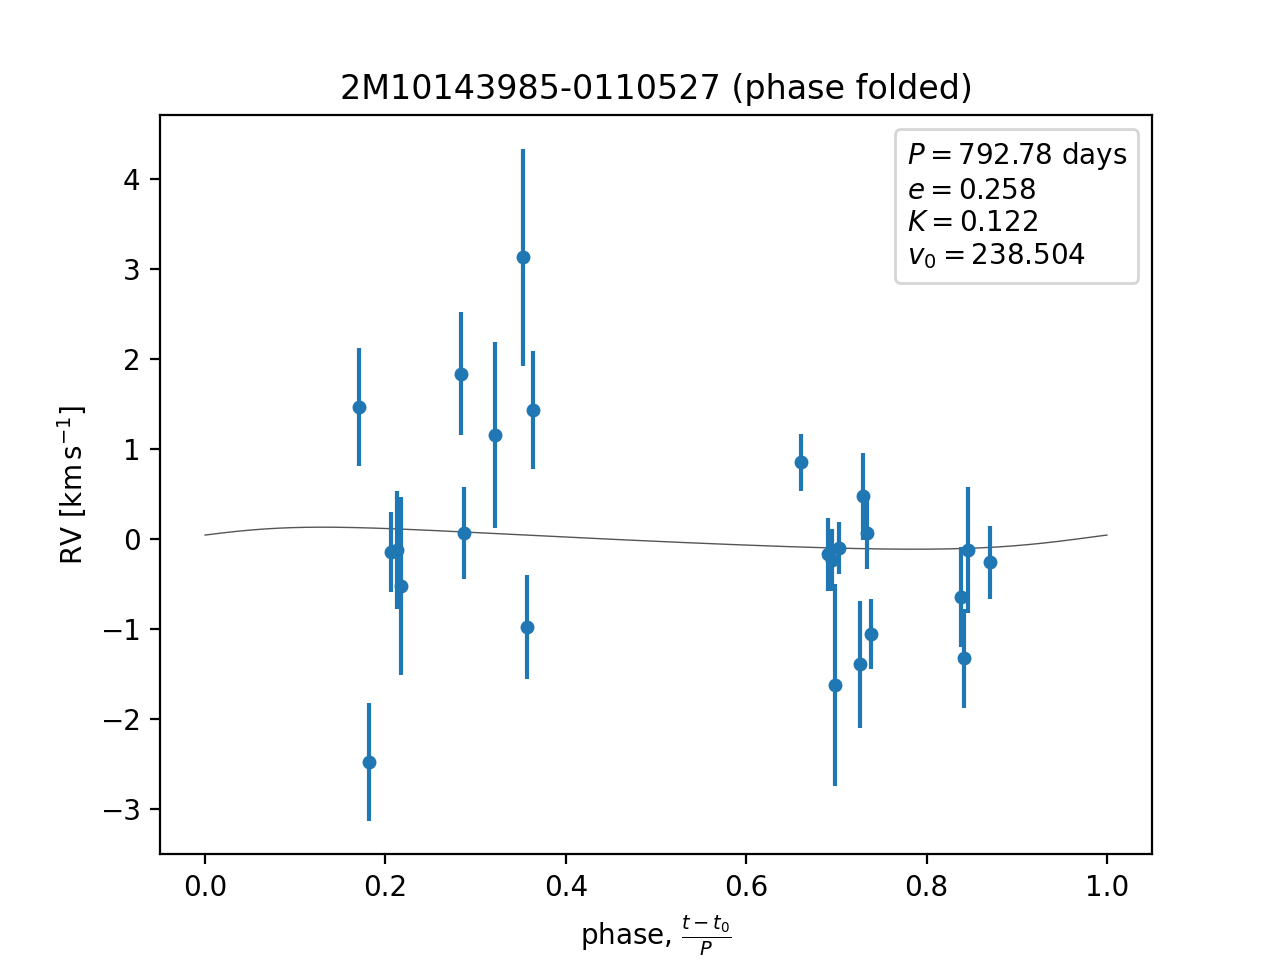 2M10143985-0110527 (phase folded)
P = 792.78 days
e = 0.258
K = 0.122
v₀ = 238.504
4
3
2
1
0
−1
−2
−3
RV [km s⁻¹]
0.0 0.2 0.4 0.6 0.8 1.0
phase, (t − t₀)/P